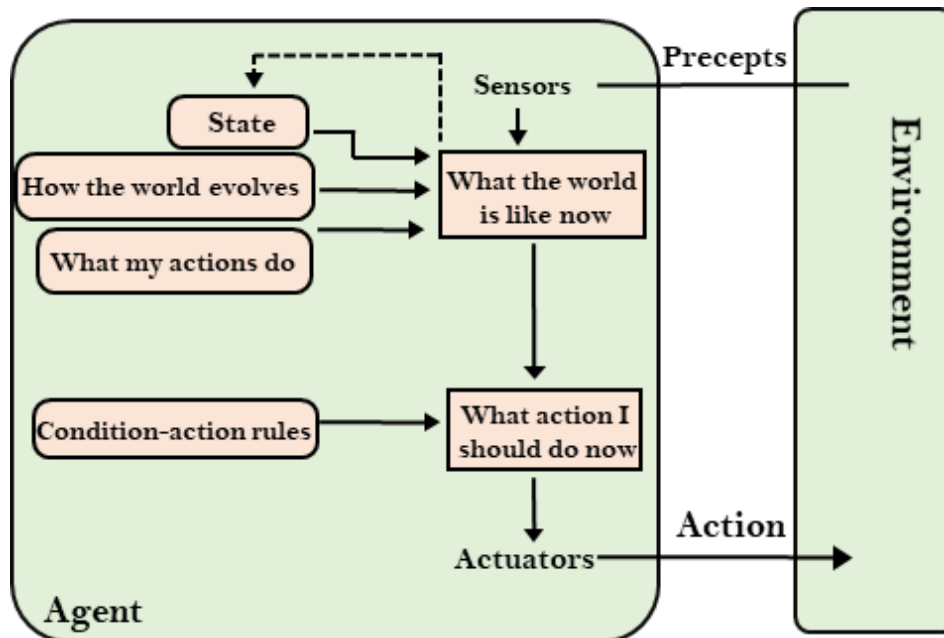 Precepts
Sensors
State
How the world evolves
What the world
is like now
What my actions do
Environment
Condition-action rules
What action I
should do now
Action
Actuators
Agent